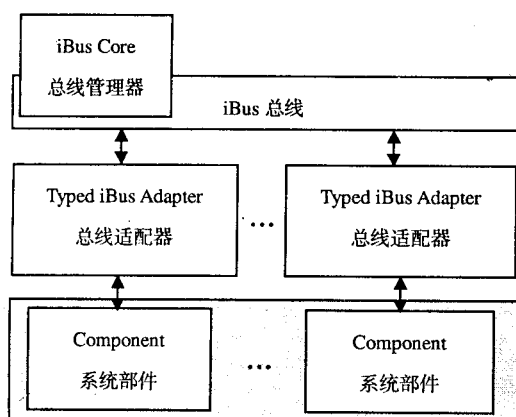 iBus Core
总线管理器
iBus 总线
Typed iBus Adapter
总线适配器
...
Typed iBus Adapter
总线适配器
Component
系统部件
...
Component
系统部件